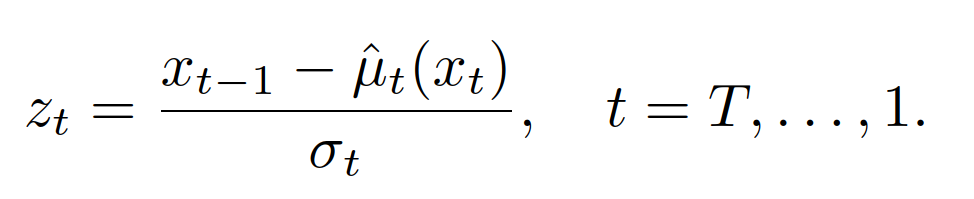 z_t = \frac{x_{t-1} - \hat{\mu}_t(x_t)}{\sigma_t}, \quad t = T, \ldots, 1.